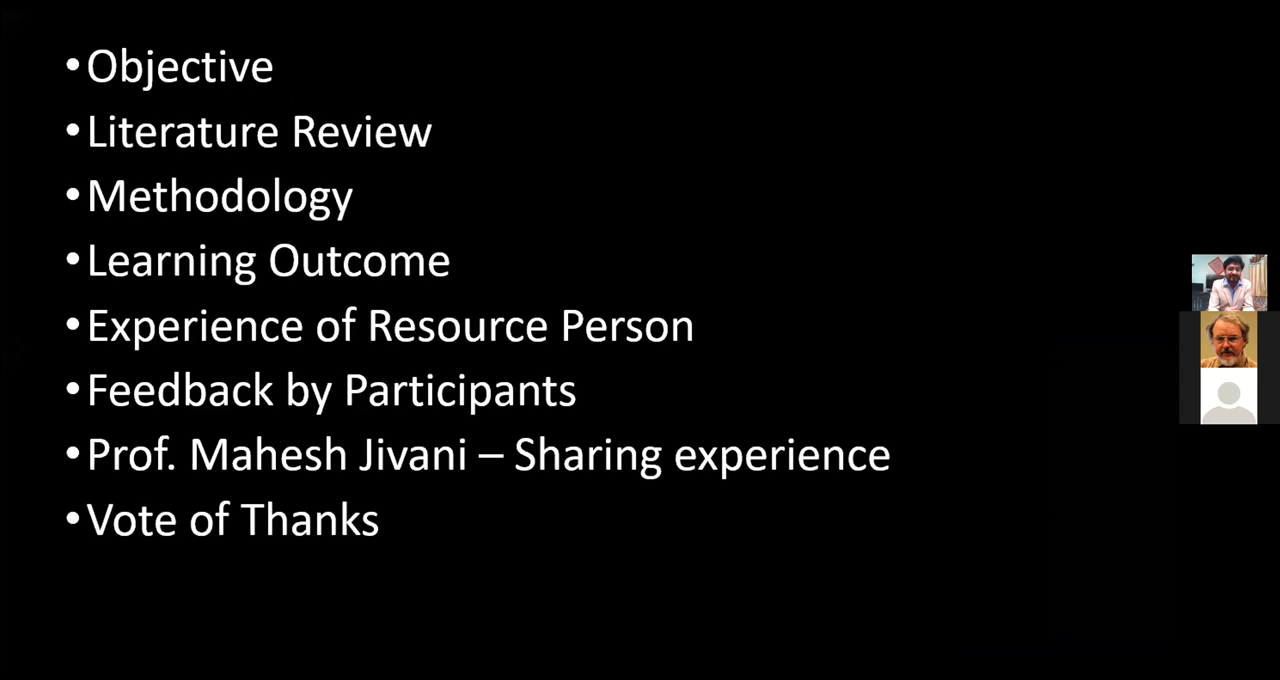 •Objective
•Literature Review
•Methodology
•Learning Outcome
•Experience of Resource Person
•Feedback by Participants
•Prof. Mahesh Jivani – Sharing experience
•Vote of Thanks